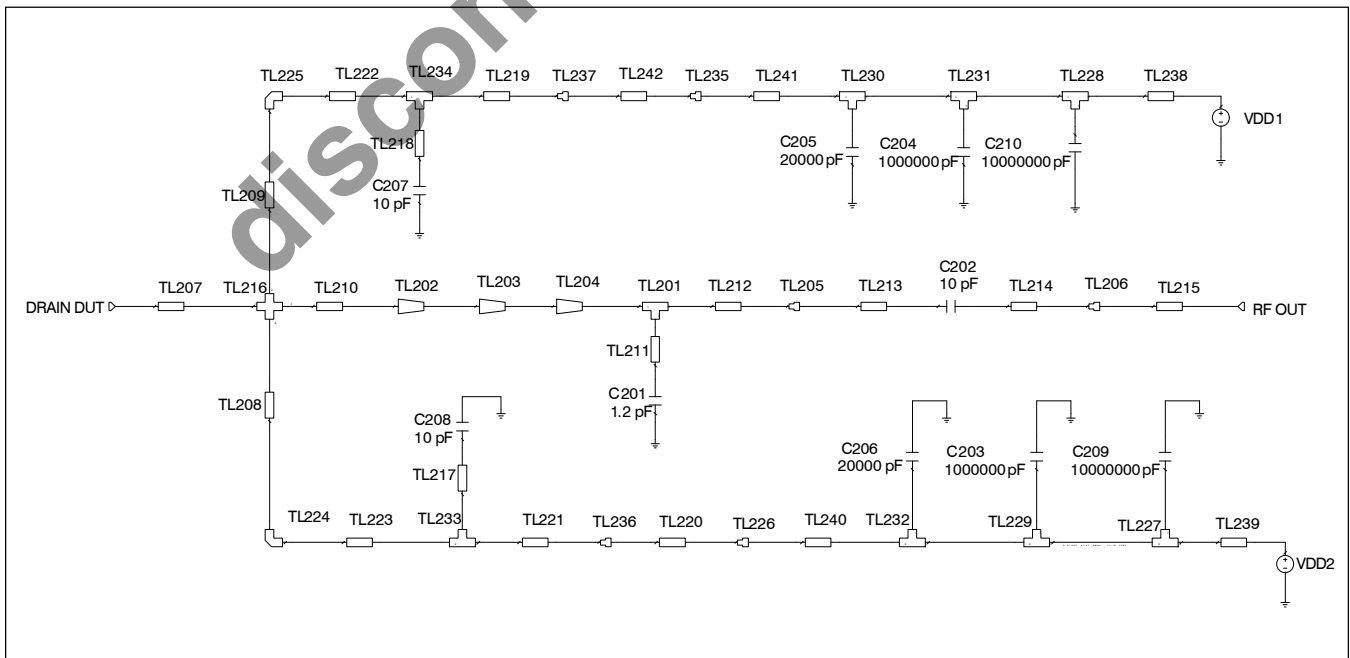 discon
TL225 TL222 TL234 TL219 TL237 TL242 TL235 TL241 TL230 TL231 TL228 TL238
VDD1
TL218
C205
20000 pF
C204
1000000 pF
C210
10000000 pF
C207
10 pF
TL209
C202
10 pF
TL207 TL216 TL210 TL202 TL203 TL204 TL201 TL212 TL205 TL213 TL214 TL206 TL215
DRAIN DUT
RF OUT
TL211
C201
1.2 pF
TL208
C208
10 pF
TL217
C206
20000 pF
C203
1000000 pF
C209
10000000 pF
TL224 TL223 TL233 TL221 TL236 TL220 TL226 TL240 TL232 TL229 TL227 TL239
VDD2